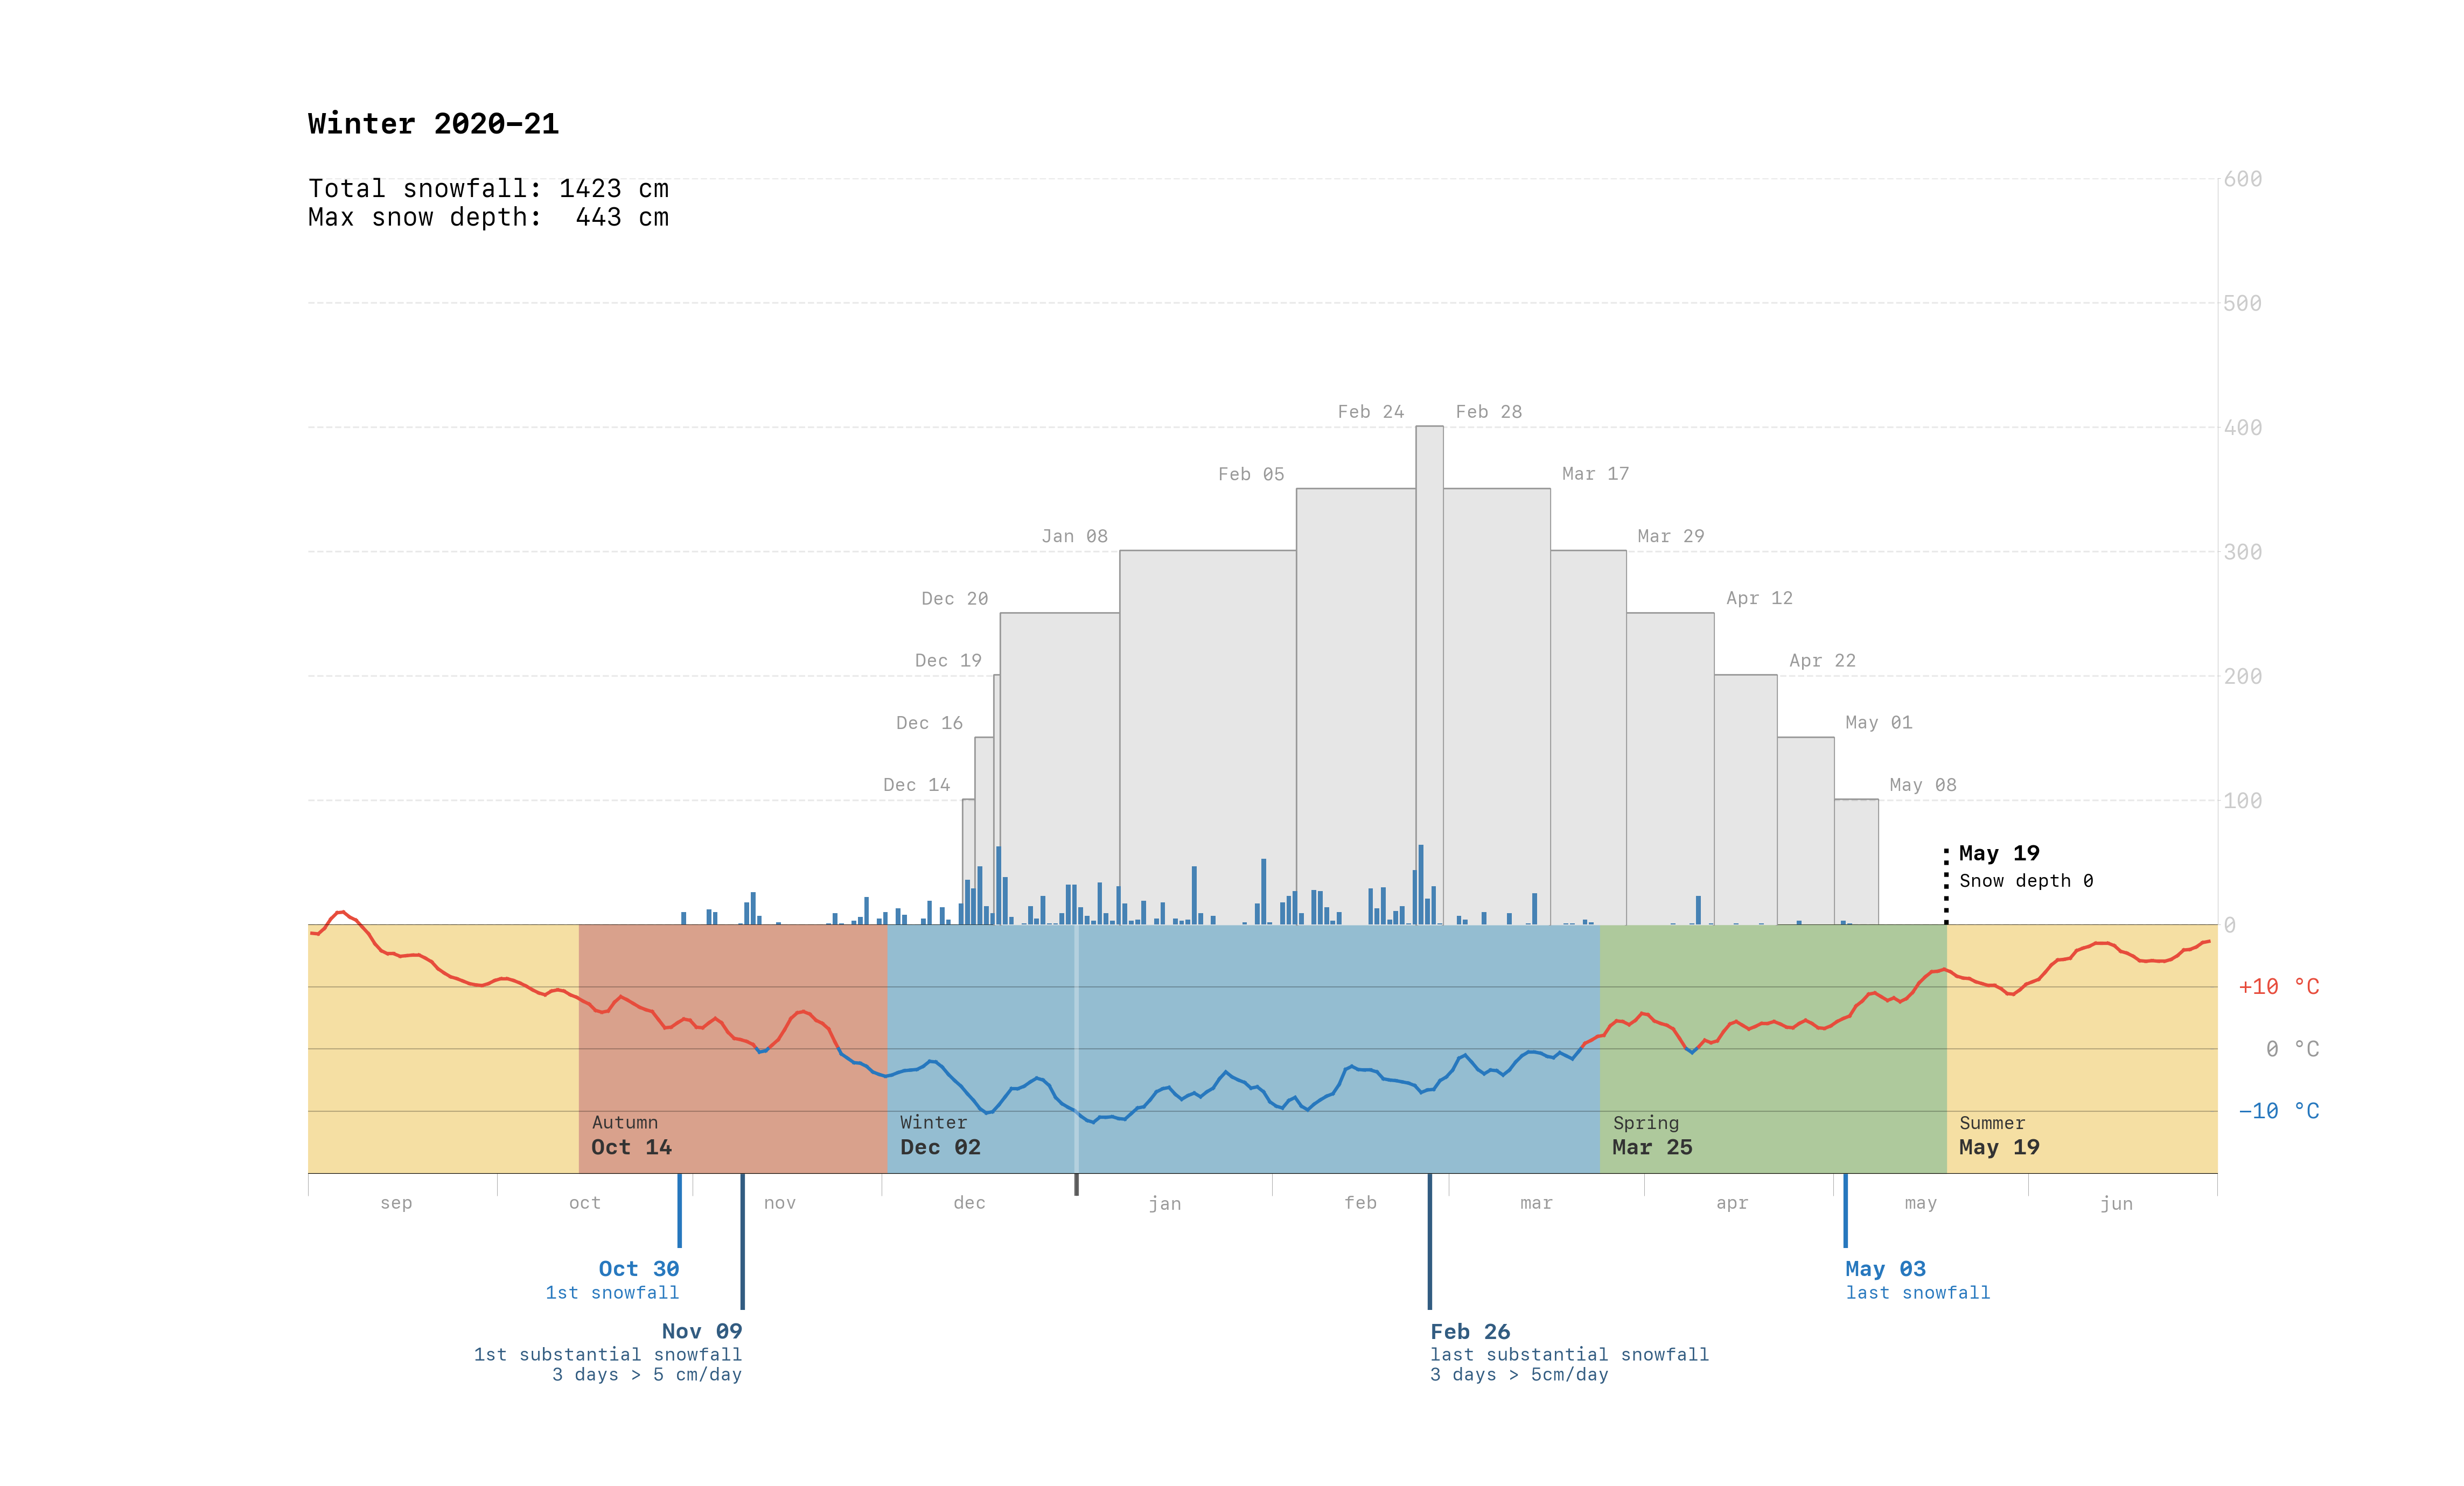 Winter 2020–21
Total snowfall: 1423 cm
Max snow depth:  443 cm
600
500
Feb 24
Feb 28
400
Feb 05
Mar 17
Jan 08
Mar 29
300
Dec 20
Apr 12
Dec 19
Apr 22
200
Dec 16
May 01
Dec 14
May 08
100
May 19
Snow depth 0
0
+10 °C
0 °C
−10 °C
Autumn
Oct 14
Winter
Dec 02
Spring
Mar 25
Summer
May 19
sep
oct
nov
dec
jan
feb
mar
apr
may
jun
Oct 30
1st snowfall
Nov 09
1st substantial snowfall
3 days > 5 cm/day
Feb 26
last substantial snowfall
3 days > 5cm/day
May 03
last snowfall